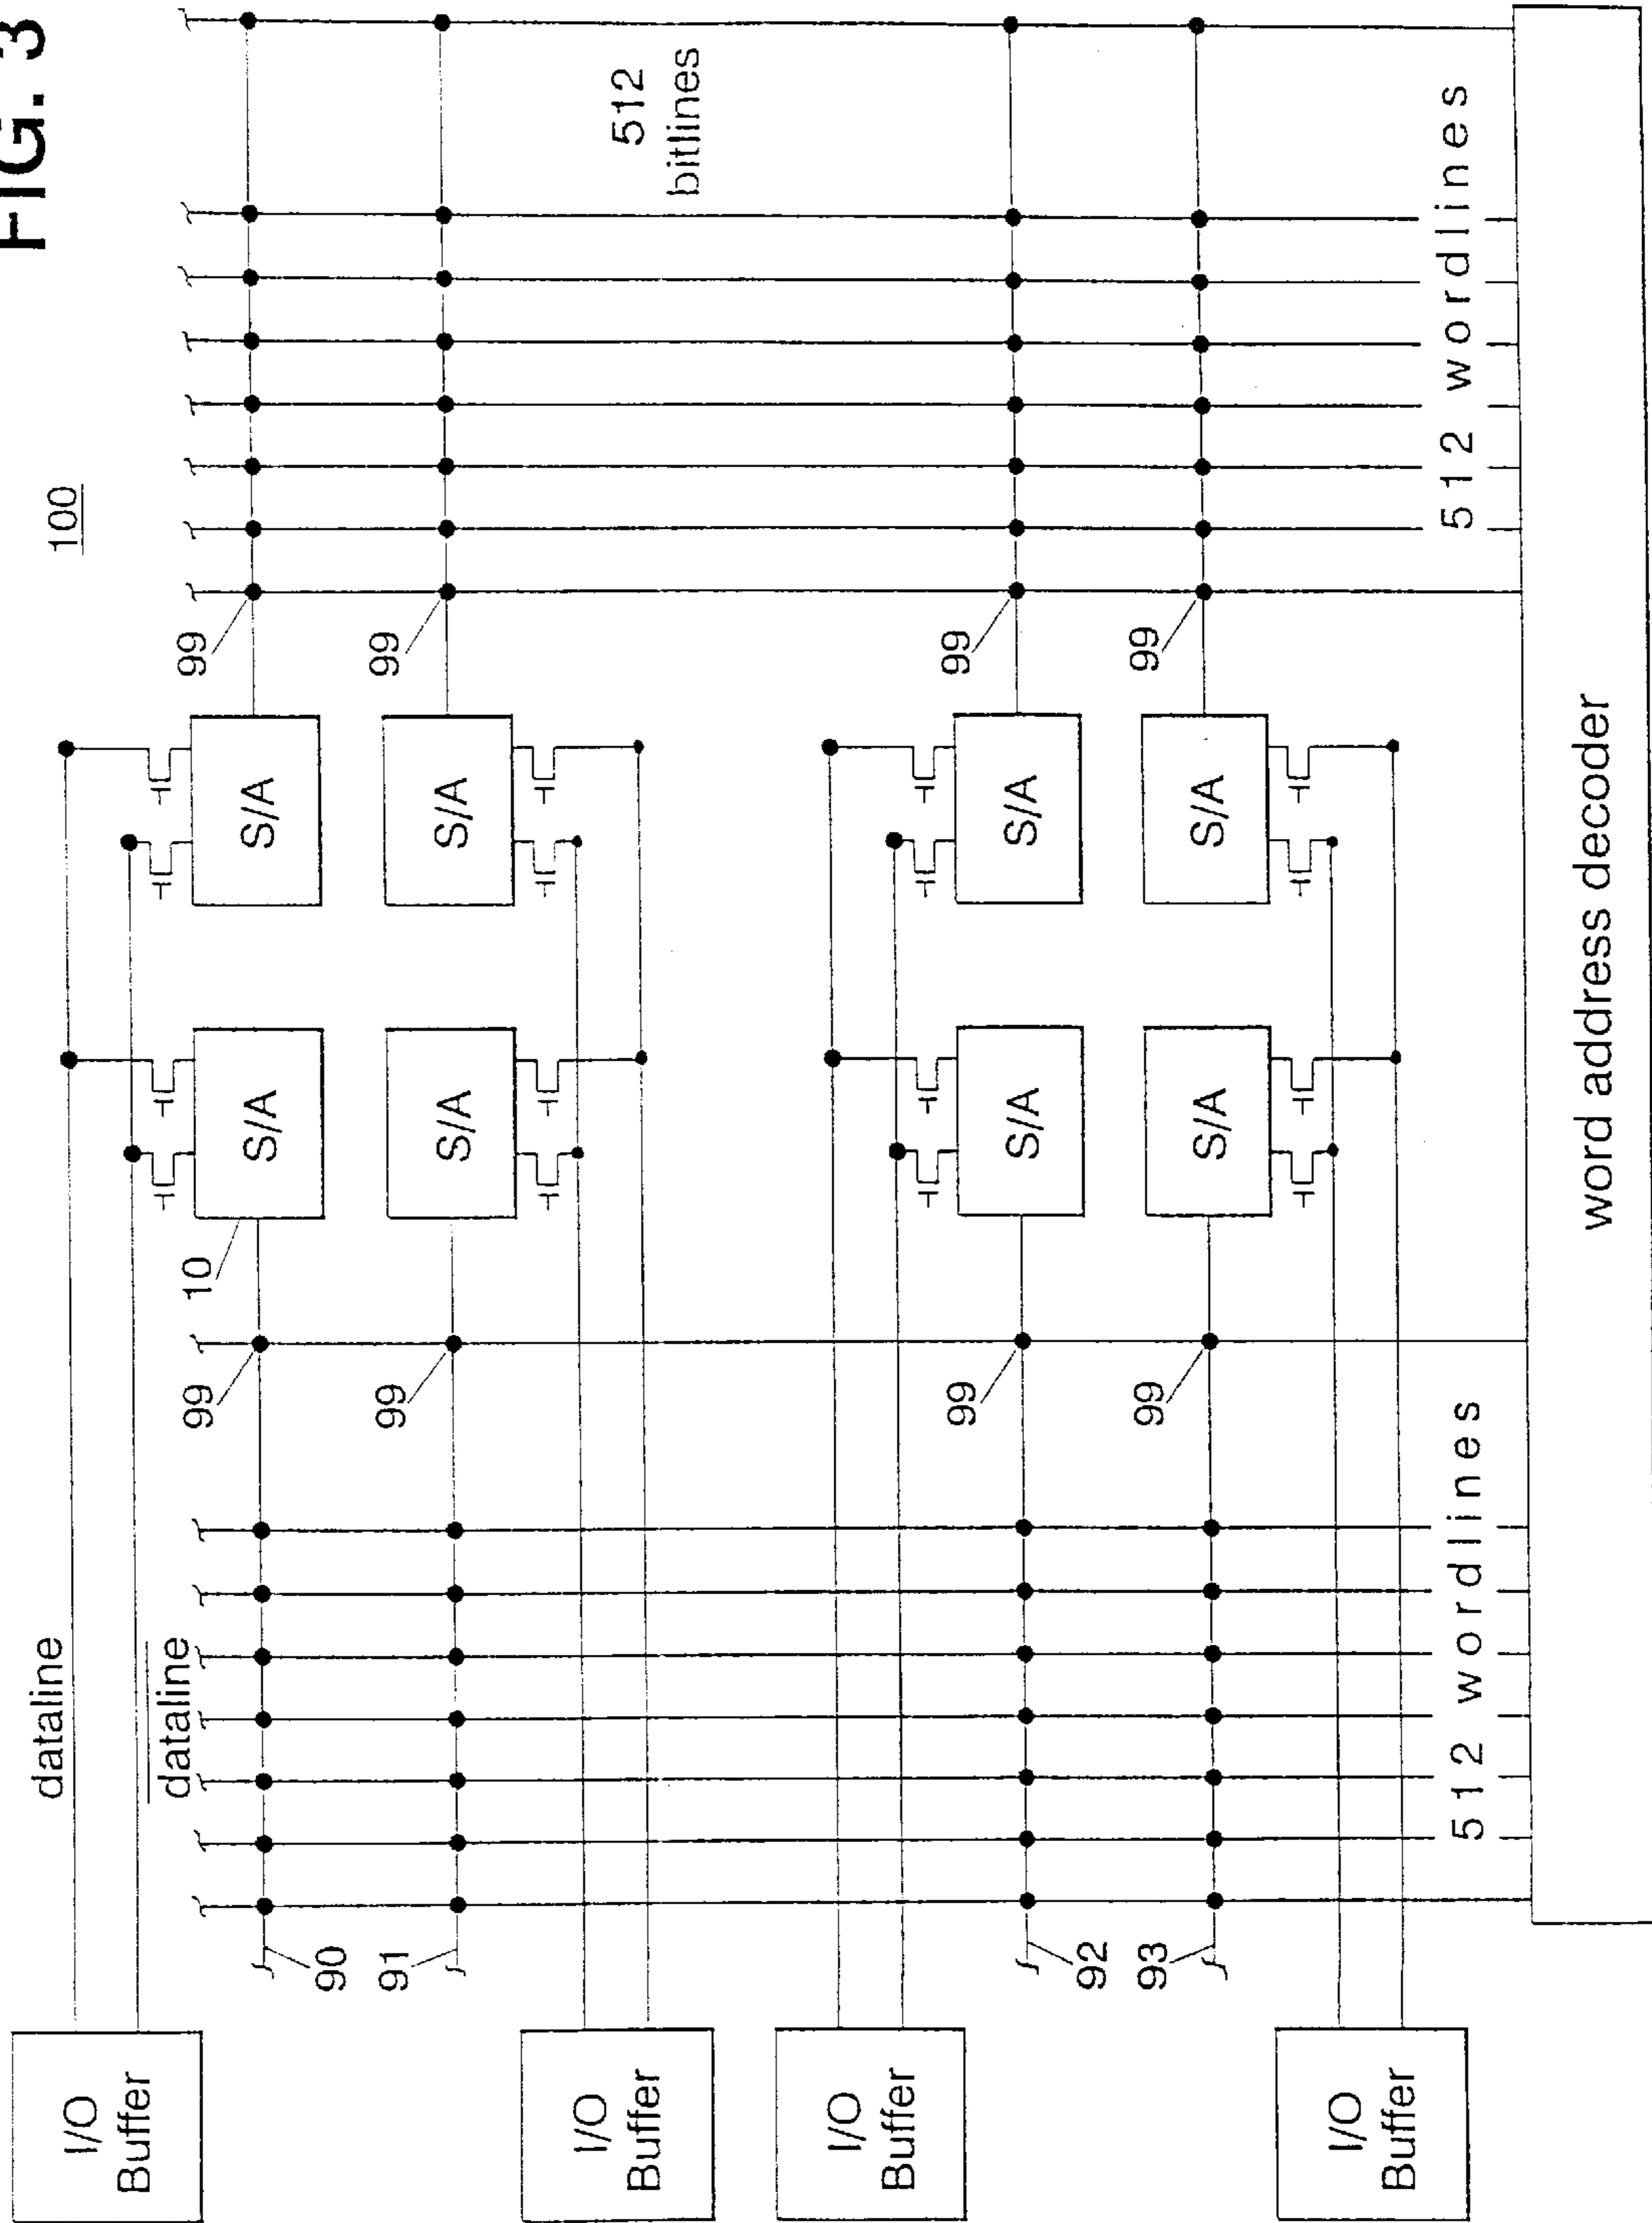 FIG. 3
dataline
100
I/O
Buffer
dataline
99
10
99
S/A
S/A
90
91
99
99
S/A
S/A
I/O
Buffer
512
bitlines
I/O
Buffer
99
99
S/A
S/A
92
93
99
99
S/A
S/A
I/O
Buffer
512 wordlines
512 wordlines
word address decoder